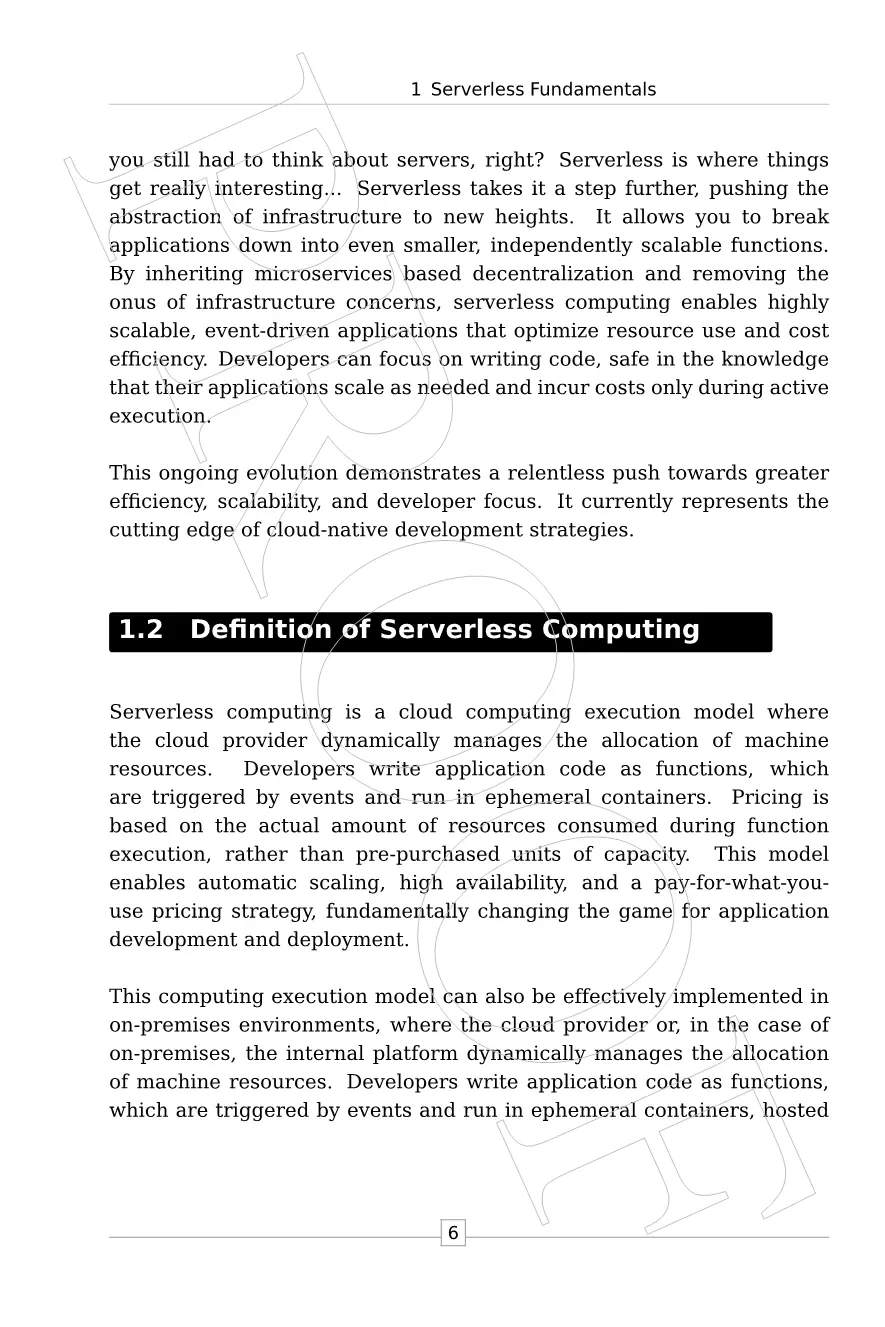 1 Serverless Fundamentals
you still had to think about servers, right? Serverless is where things
get really interesting... Serverless takes it a step further, pushing the
abstraction of infrastructure to new heights. It allows you to break
applications down into even smaller, independently scalable functions.
By inheriting microservices based decentralization and removing the
onus of infrastructure concerns, serverless computing enables highly
scalable, event-driven applications that optimize resource use and cost
efficiency. Developers can focus on writing code, safe in the knowledge
that their applications scale as needed and incur costs only during active
execution.
This ongoing evolution demonstrates a relentless push towards greater
efficiency, scalability, and developer focus. It currently represents the
cutting edge of cloud-native development strategies.
1.2 Definition of Serverless Computing
Serverless computing is a cloud computing execution model where
the cloud provider dynamically manages the allocation of machine
resources. Developers write application code as functions, which
are triggered by events and run in ephemeral containers. Pricing is
based on the actual amount of resources consumed during function
execution, rather than pre-purchased units of capacity. This model
enables automatic scaling, high availability, and a pay-for-what-you-
use pricing strategy, fundamentally changing the game for application
development and deployment.
This computing execution model can also be effectively implemented in
on-premises environments, where the cloud provider or, in the case of
on-premises, the internal platform dynamically manages the allocation
of machine resources. Developers write application code as functions,
which are triggered by events and run in ephemeral containers, hosted
6
PROOF